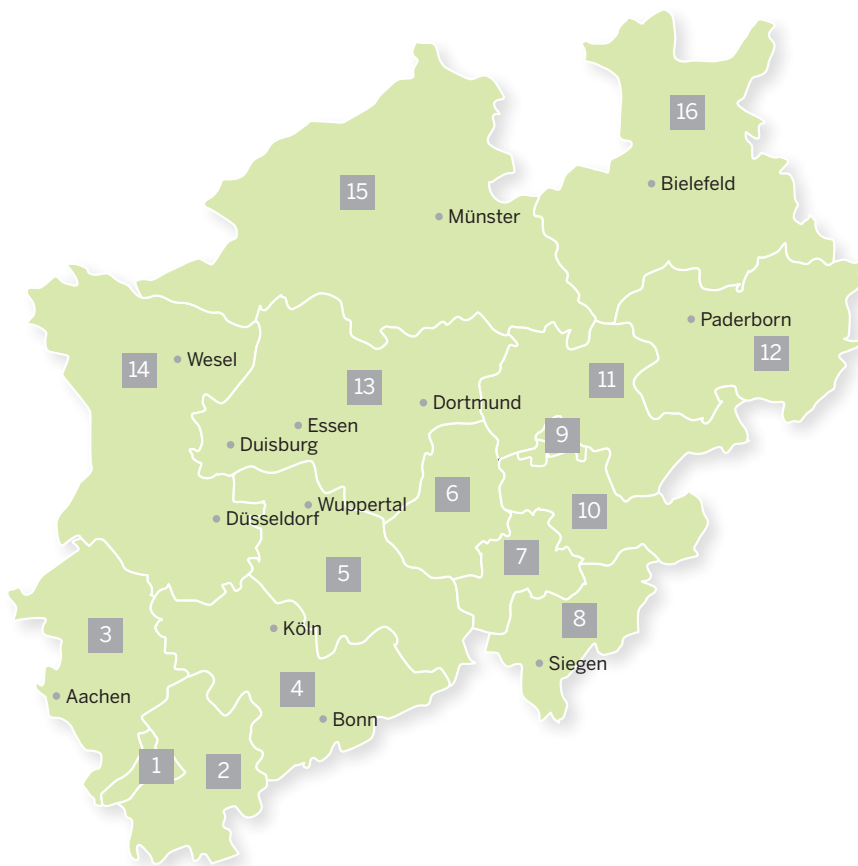 16
Bielefeld
15
Münster
Paderborn
12
14
Wesel
13
11
Dortmund
Essen
9
Duisburg
6
Wuppertal
10
Düsseldorf
7
5
8
3
Köln
Siegen
4
Aachen
Bonn
1
2